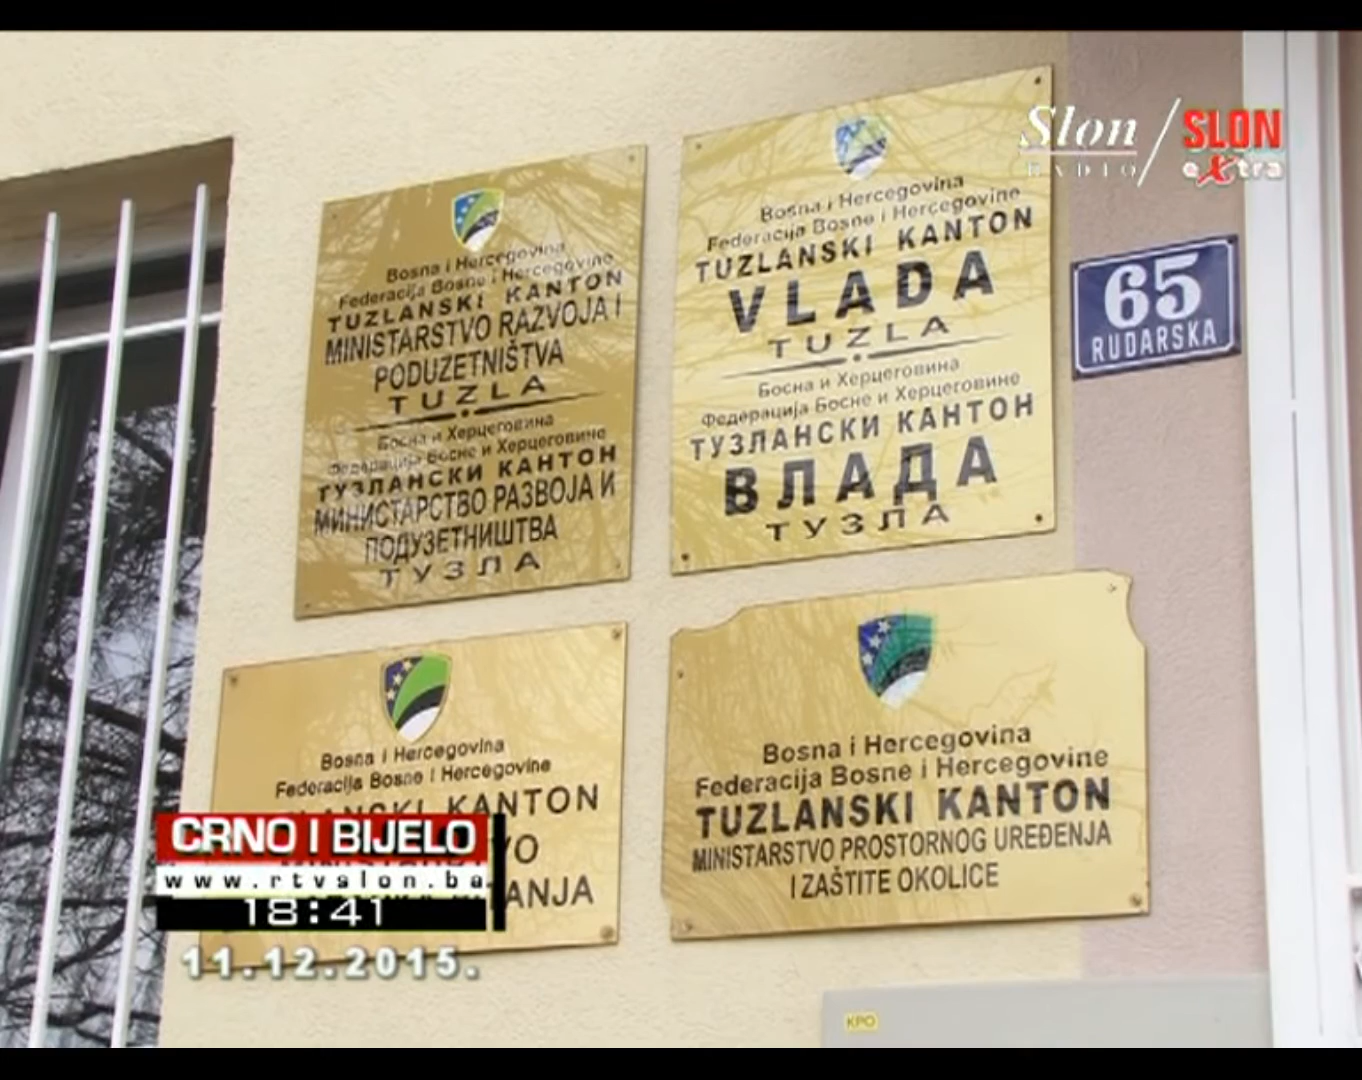 Slon / SLON
RADIO extra
Bosna i Hercegovina
Federacija Bosne i Hercegovine
TUZLANSKI KANTON
MINISTARSTVO RAZVOJA I
PODUZETNIŠTVA
TUZLA
Босна и Херцеговина
Федерација Босне и Херцеговине
ТУЗЛАНСКИ КАНТОН
МИНИСТАРСТВО РАЗВОЈА И
ПОДУЗЕТНИШТВА
ТУЗЛА
Bosna i Hercegovina
Federacija Bosne i Hercegovine
TUZLANSKI KANTON
VLADA
TUZLA
Босна и Херцеговина
Федерација Босне и Херцеговине
ТУЗЛАНСКИ КАНТОН
ВЛАДА
ТУЗЛА
65
RUDARSKA
Bosna i Hercegovina
Federacija Bosne i Hercegovine
KANTON
Bosna i Hercegovina
Federacija Bosne i Hercegovine
TUZLANSKI KANTON
MINISTARSTVO PROSTORNOG UREĐENJA
I ZAŠTITE OKOLICE
CRNO I BIJELO
www.rtvslon.ba
18:41
11.12.2015.
KPO